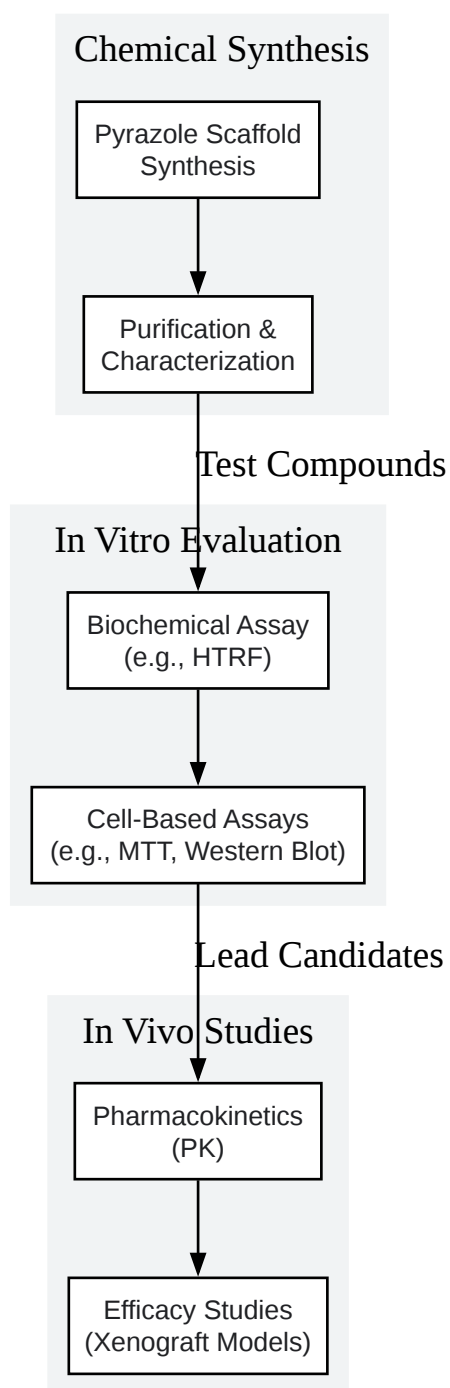 Chemical Synthesis
Pyrazole Scaffold
Synthesis
Purification &
Characterization
Test Compounds
In Vitro Evaluation
Biochemical Assay
(e.g., HTRF)
Cell-Based Assays
(e.g., MTT, Western Blot)
Lead Candidates
In Vivo Studies
Pharmacokinetics
(PK)
Efficacy Studies
(Xenograft Models)